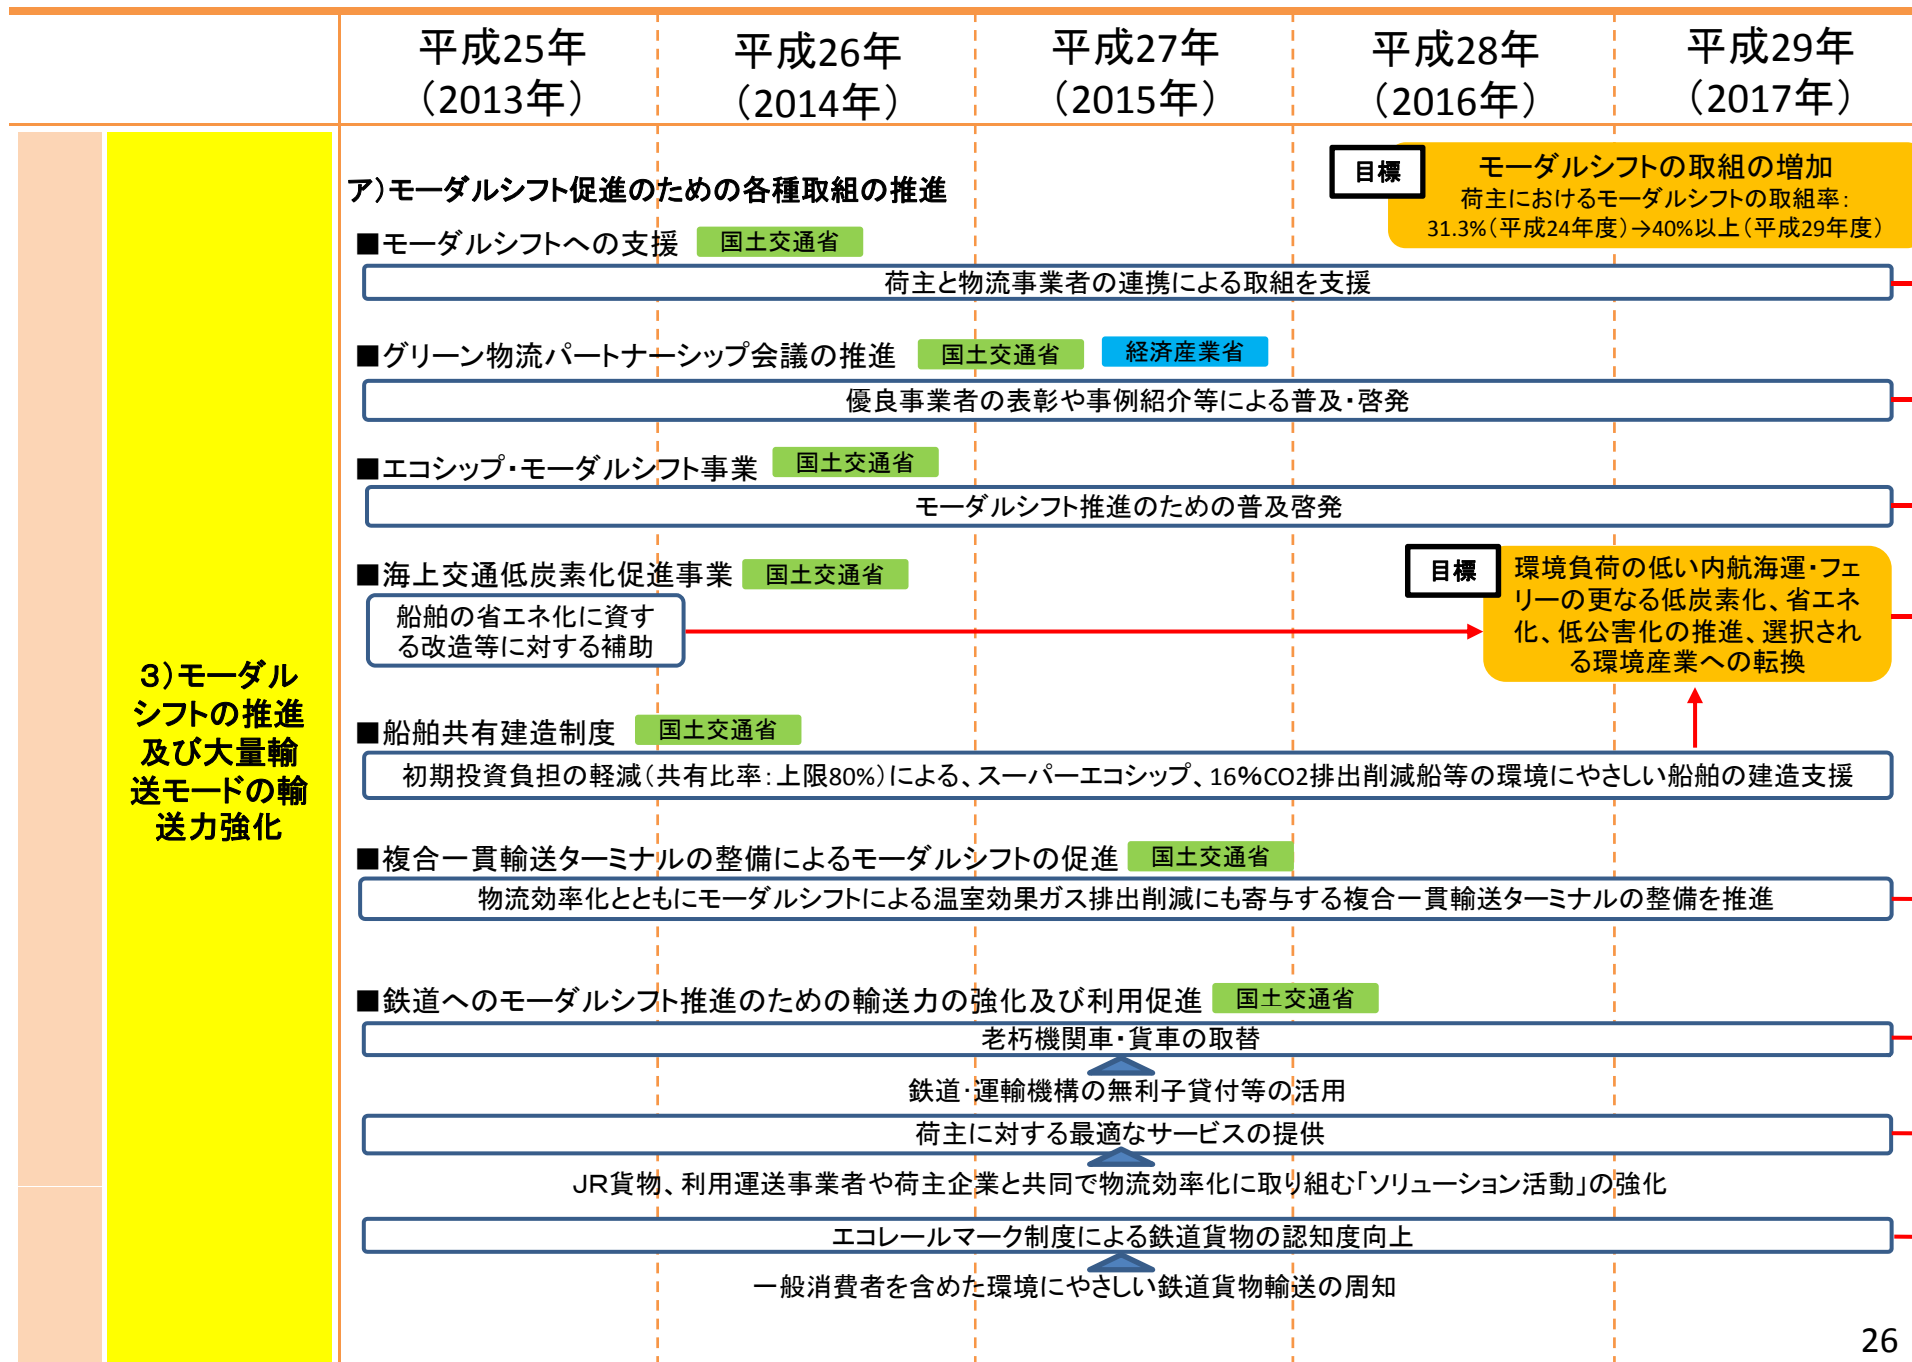 平成25年
（2013年）
平成26年
（2014年）
平成27年
（2015年）
平成28年
（2016年）
平成29年
（2017年）
3）モーダル
シフトの推進
及び大量輸
送モードの輸
送力強化
ア）モーダルシフト促進のための各種取組の推進
目標
モーダルシフトの取組の増加
荷主におけるモーダルシフトの取組率：
31.3%（平成24年度）→40%以上（平成29年度）
■モーダルシフトへの支援 国土交通省
荷主と物流事業者の連携による取組を支援
■グリーン物流パートナーシップ会議の推進 国土交通省 経済産業省
優良事業者の表彰や事例紹介等による普及・啓発
■エコシップ・モーダルシフト事業 国土交通省
モーダルシフト推進のための普及啓発
■海上交通低炭素化促進事業 国土交通省
船舶の省エネ化に資す
る改造等に対する補助
目標
環境負荷の低い内航海運・フェ
リーの更なる低炭素化、省エネ
化、低公害化の推進、選択され
る環境産業への転換
■船舶共有建造制度 国土交通省
初期投資負担の軽減（共有比率：上限80%）による、スーパーエコシップ、16%CO2排出削減船等の環境にやさしい船舶の建造支援
■複合一貫輸送ターミナルの整備によるモーダルシフトの促進 国土交通省
物流効率化とともにモーダルシフトによる温室効果ガス排出削減にも寄与する複合一貫輸送ターミナルの整備を推進
■鉄道へのモーダルシフト推進のための輸送力の強化及び利用促進 国土交通省
老朽機関車・貨車の取替
鉄道・運輸機構の無利子貸付等の活用
荷主に対する最適なサービスの提供
JR貨物、利用運送事業者や荷主企業と共同で物流効率化に取り組む「ソリューション活動」の強化
エコレールマーク制度による鉄道貨物の認知度向上
一般消費者を含めた環境にやさしい鉄道貨物輸送の周知
26